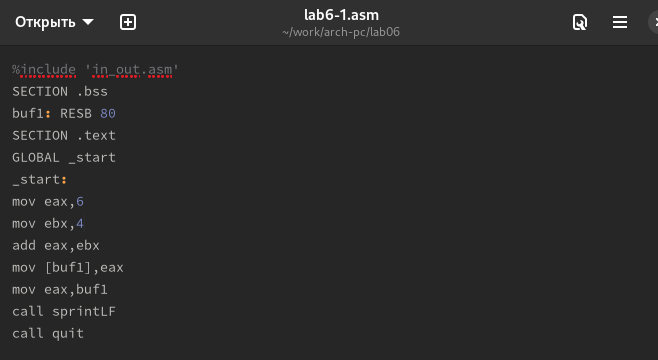 Открыть
lab6-1.asm
~/work/arch-pc/lab06
%include 'in_out.asm'
SECTION .bss
buf1: RESB 80
SECTION .text
GLOBAL _start
_start:
mov eax,6
mov ebx,4
add eax,ebx
mov [buf1],eax
mov eax,buf1
call sprintLF
call quit